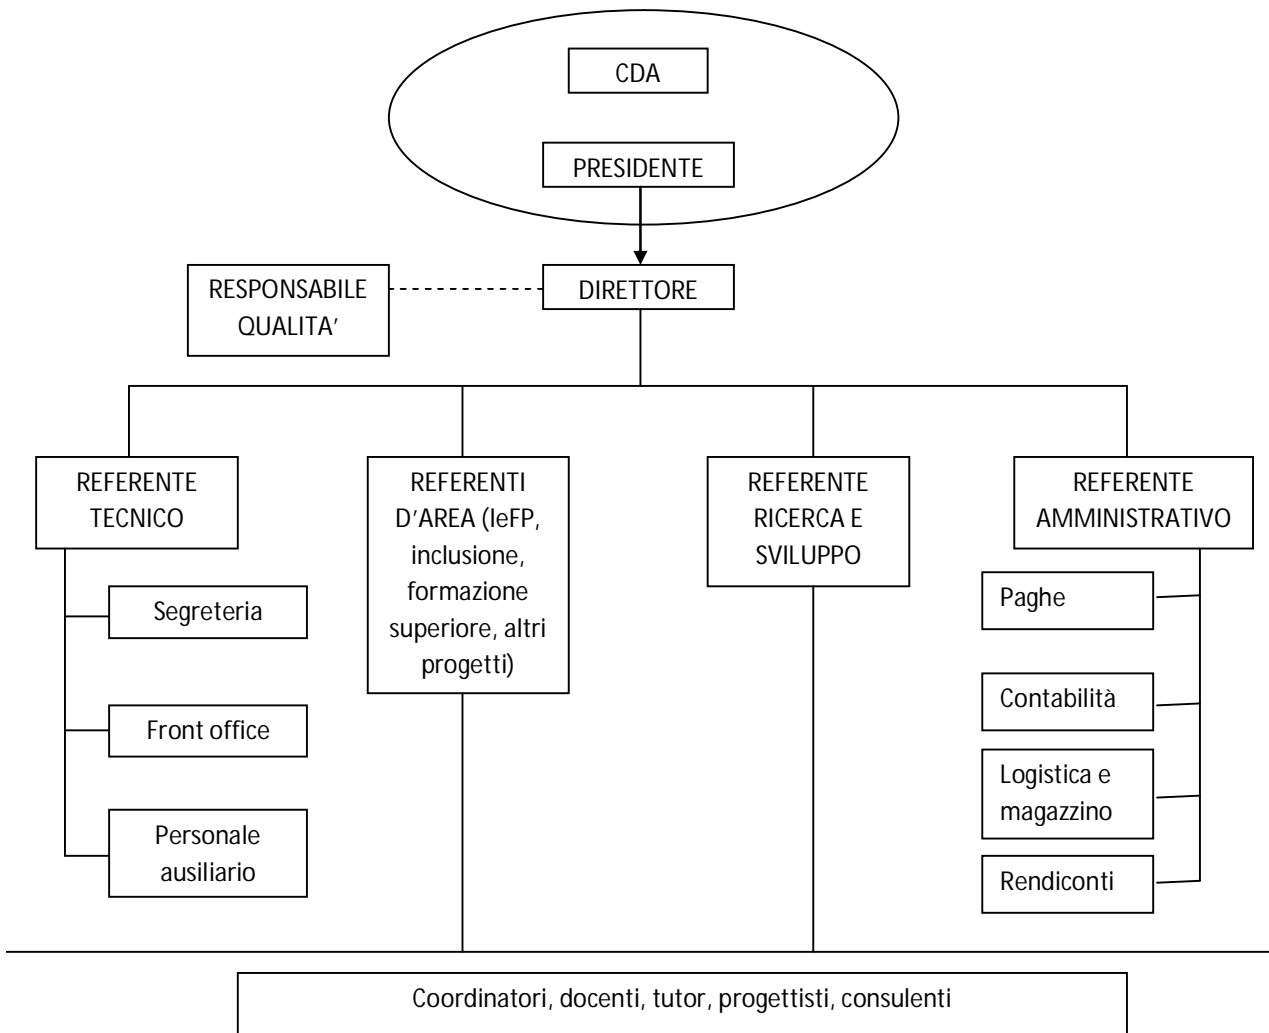 CDA
PRESIDENTE
RESPONSABILE
QUALITA’
DIRETTORE
REFERENTE
TECNICO
REFERENTI
D’AREA (IeFP,
inclusione,
formazione
superiore, altri
progetti)
REFERENTE
RICERCA E
SVILUPPO
REFERENTE
AMMINISTRATIVO
Segreteria
Front office
Personale
ausiliario
Paghe
Contabilità
Logistica e
magazzino
Rendiconti
Coordinatori, docenti, tutor, progettisti, consulenti